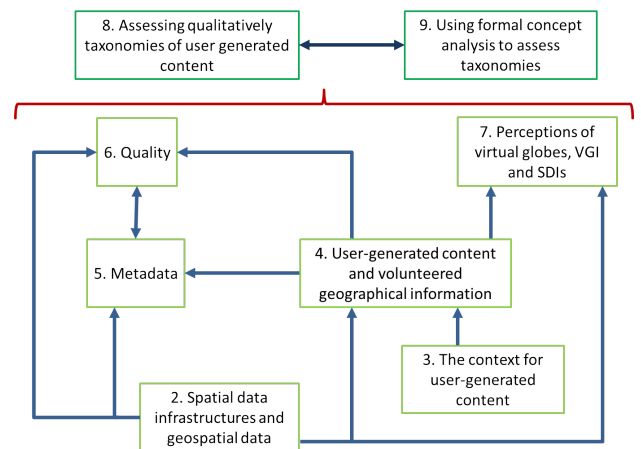 8. Assessing qualitatively
taxonomies of user generated
content
9. Using formal concept
analysis to assess
taxonomies
6. Quality
7. Perceptions of
virtual globes, VGI
and SDIs
5. Metadata
4. User-generated content
and volunteered
geographical information
3. The context for
user-generated
content
2. Spatial data
infrastructures and
geospatial data